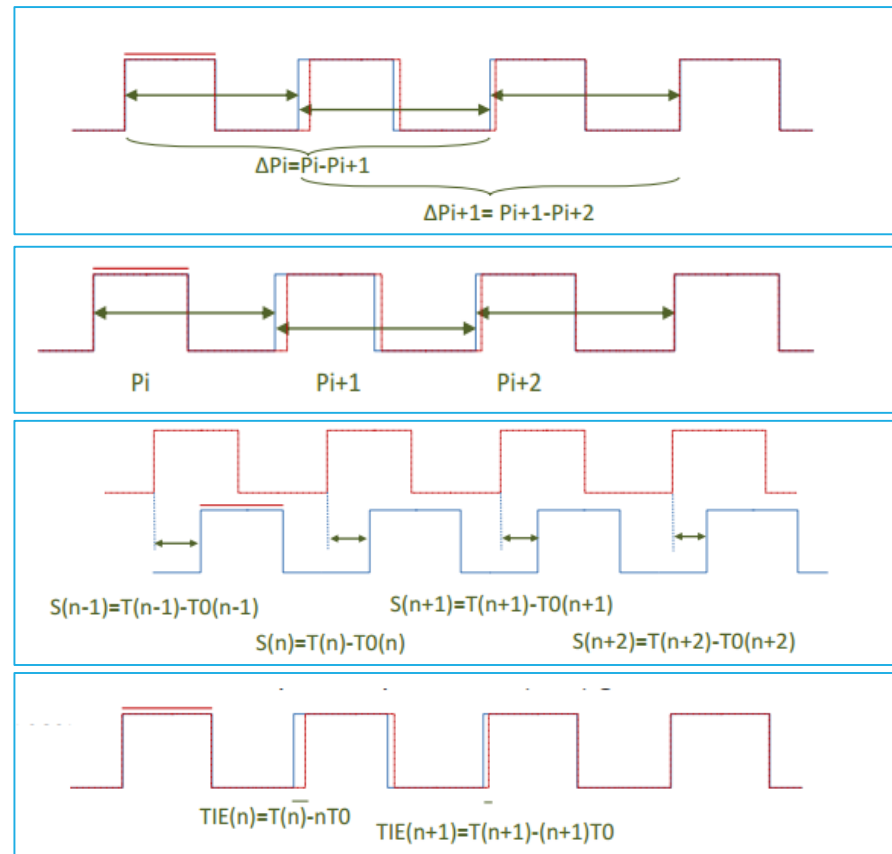 ΔPi=Pi-Pi+1
ΔPi+1= Pi+1-Pi+2
Pi Pi+1 Pi+2
S(n-1)=T(n-1)-T0(n-1) S(n+1)=T(n+1)-T0(n+1)
S(n)=T(n)-T0(n) S(n+2)=T(n+2)-T0(n+2)
TIE(n)=T(n)-nT0
TIE(n+1)=T(n+1)-(n+1)T0